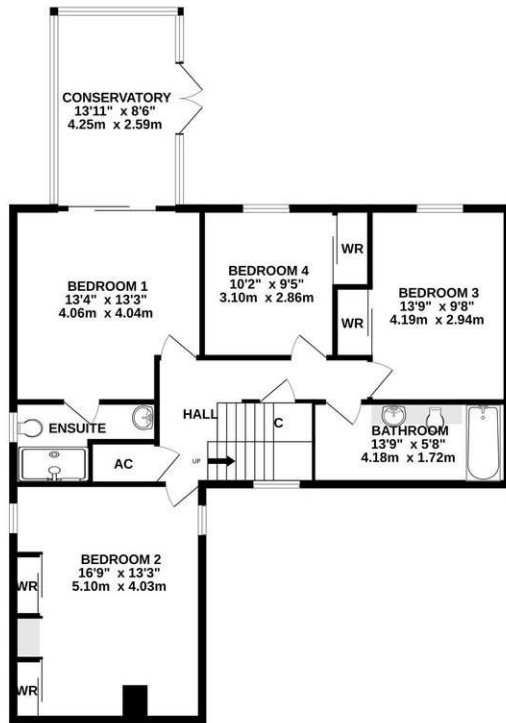 CONSERVATORY
13'11" x 8'6"
4.25m x 2.59m
BEDROOM 1
13'4" x 13'3"
4.06m x 4.04m
BEDROOM 4
10'2" x 9'5"
3.10m x 2.86m
WR
WR
BEDROOM 3
13'9" x 9'8"
4.19m x 2.94m
ENSUITE
HALL
C
BATHROOM
13'9" x 5'8"
4.18m x 1.72m
AC
UP
BEDROOM 2
16'9" x 13'3"
5.10m x 4.03m
WR
WR